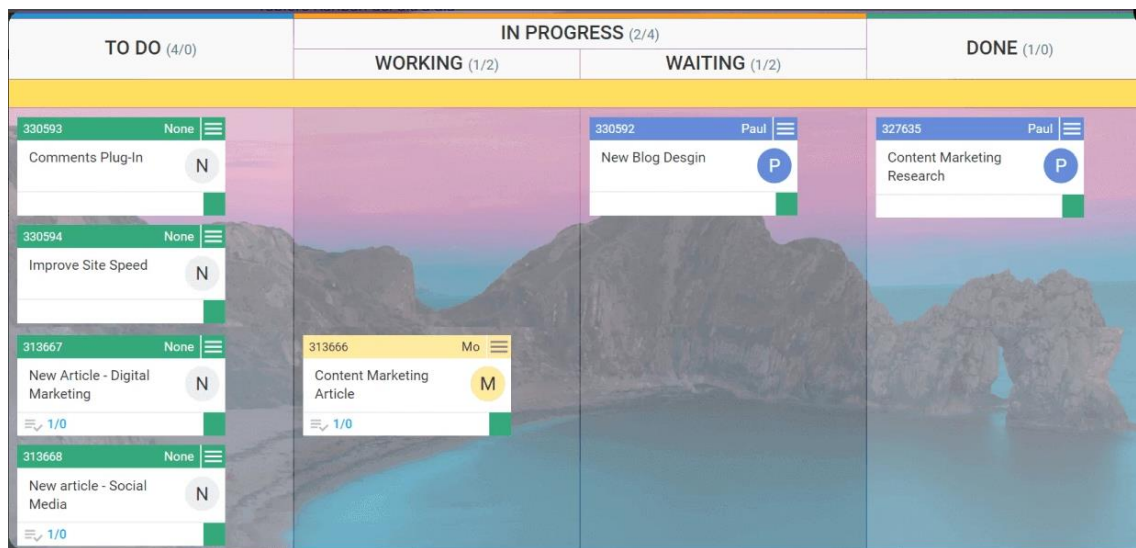 TO DO (4/0)
IN PROGRESS (2/4)
WORKING (1/2)
WAITING (1/2)
DONE (1/0)
330593 None
Comments Plug-In
N
330594 None
Improve Site Speed
N
313667 None
New Article - Digital
Marketing
N
1/0
313668 None
New article - Social
Media
N
1/0
313666 Mo
Content Marketing
Article
M
1/0
330592 Paul
New Blog Desgin
P
327635 Paul
Content Marketing
Research
P